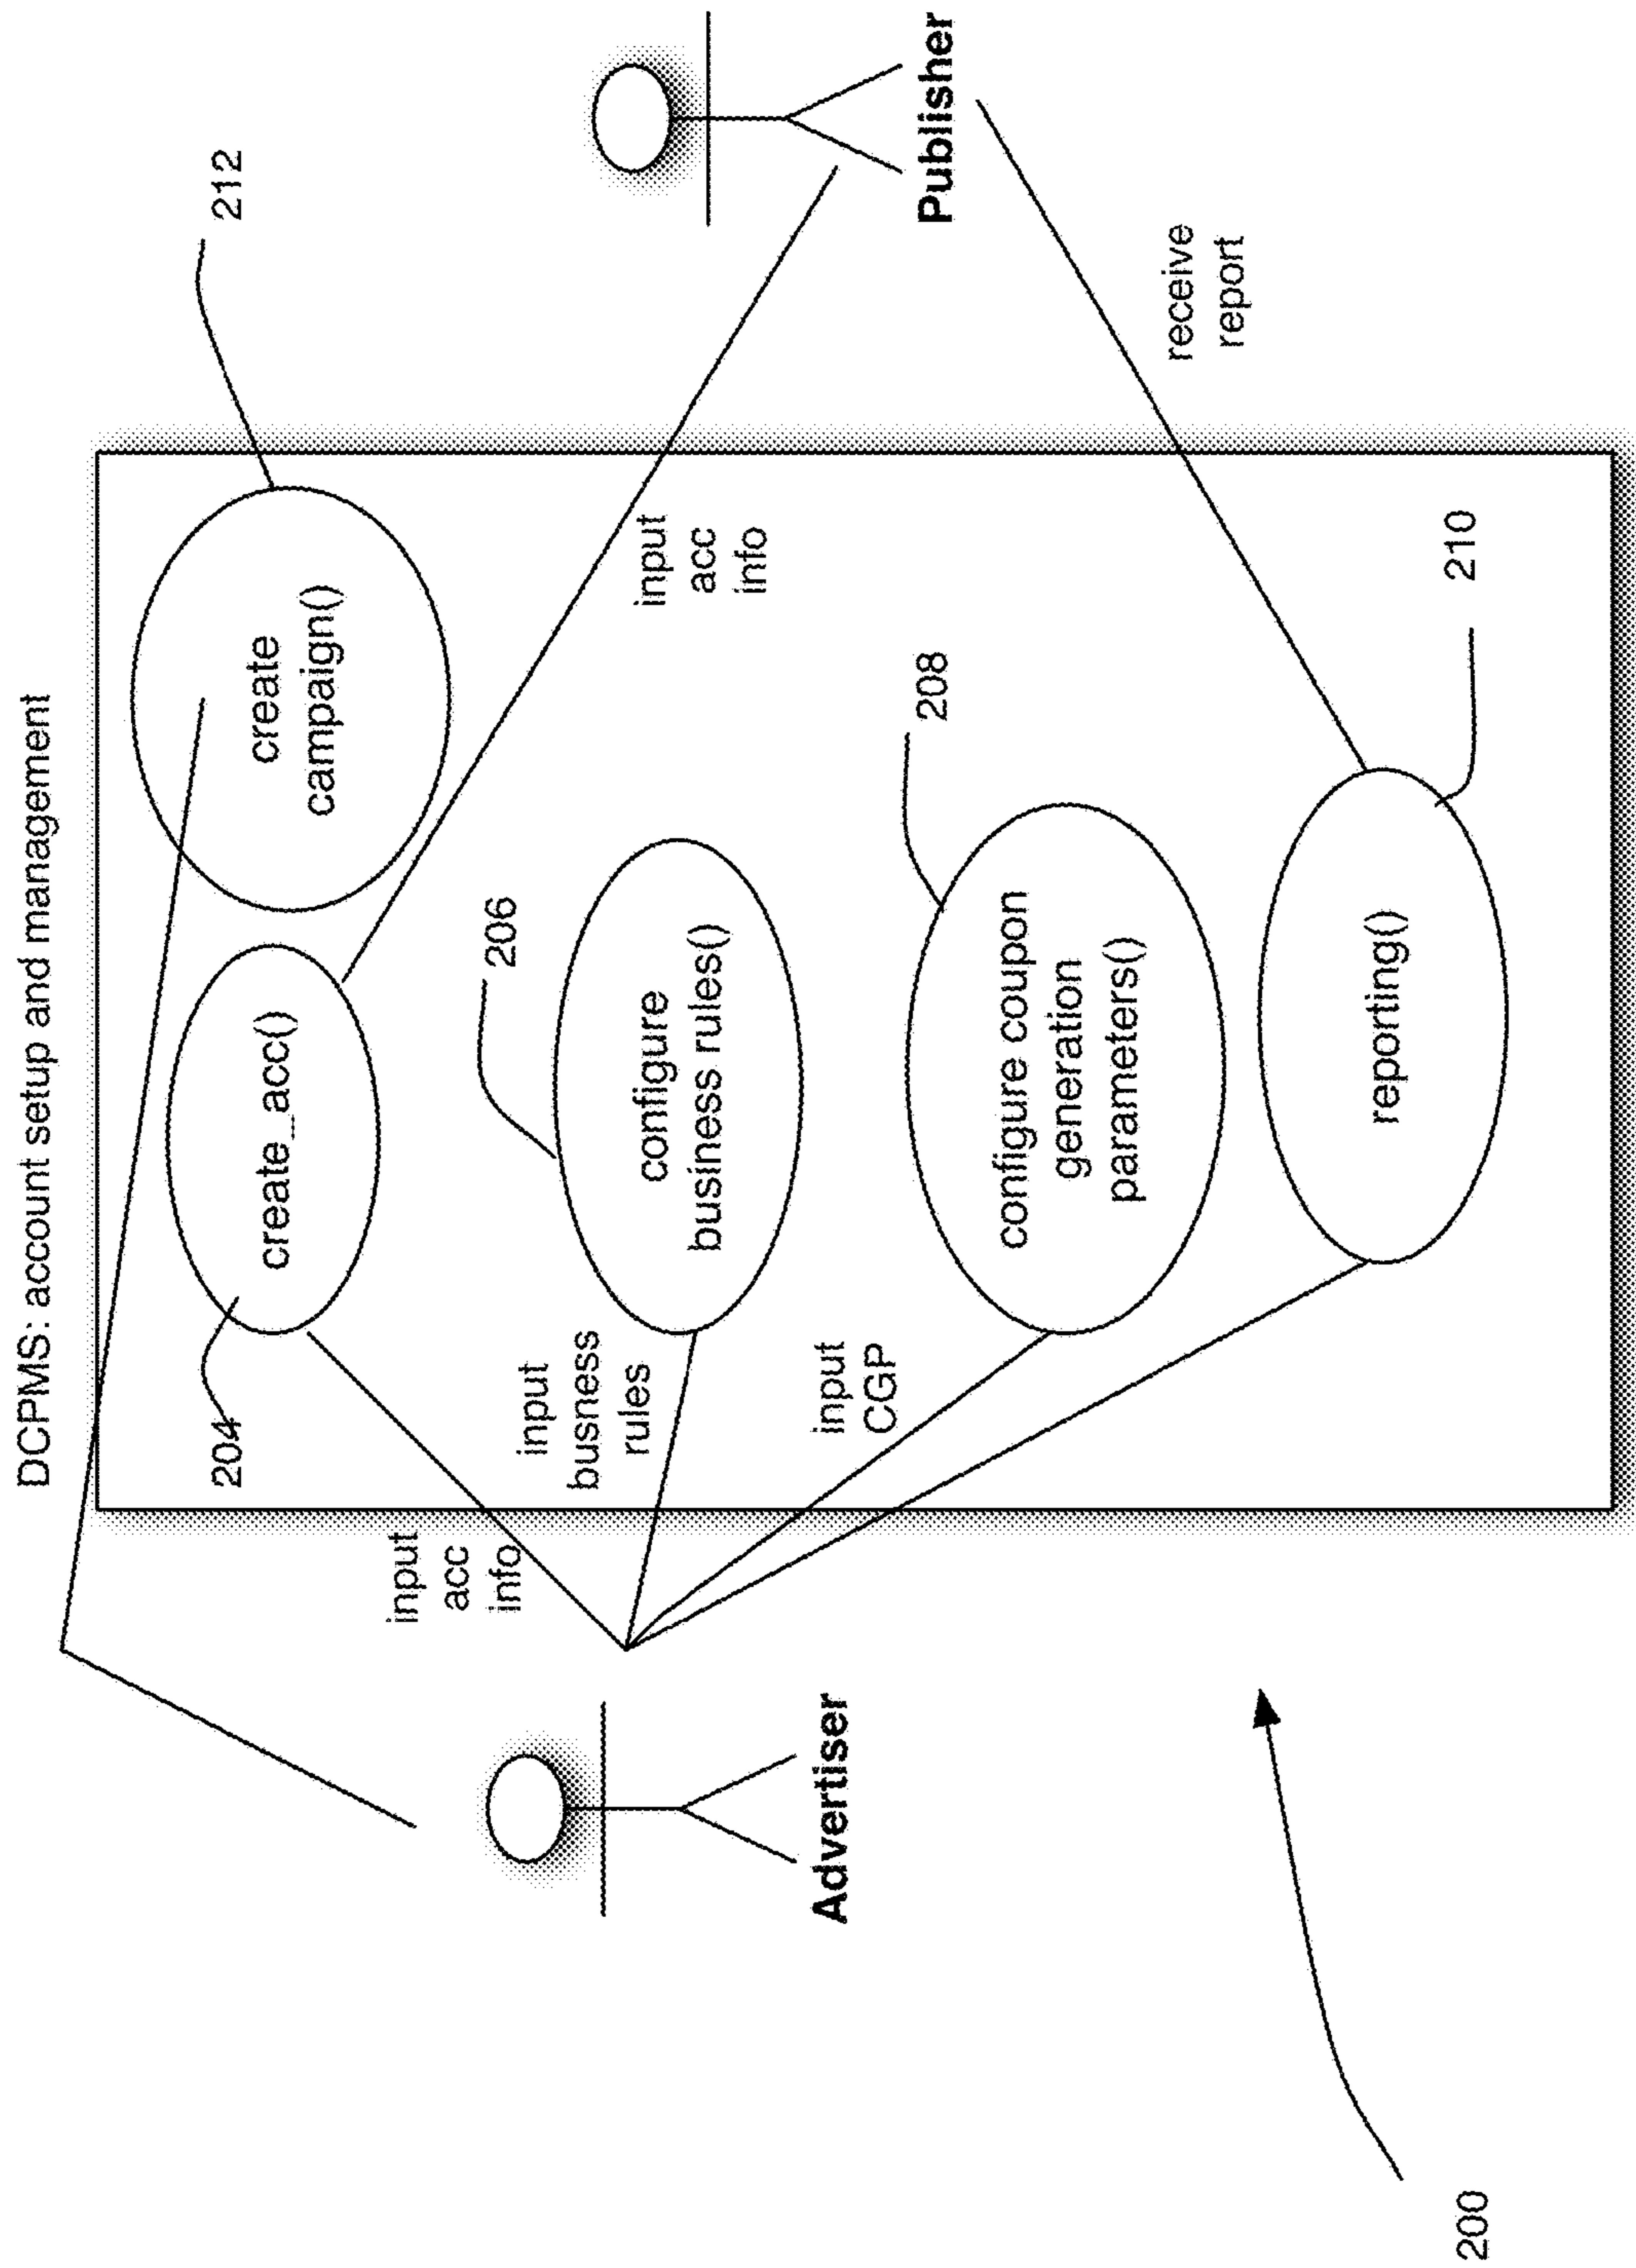 DCPMS: account setup and management
212
create
campaign()
create_acc()
204
input
acc
info
input
acc
info
206
configure
business rules()
input
busness
rules
Publisher
Advertiser
208
configure coupon
generation
parameters()
input
CGP
receive
report
reporting()
210
200